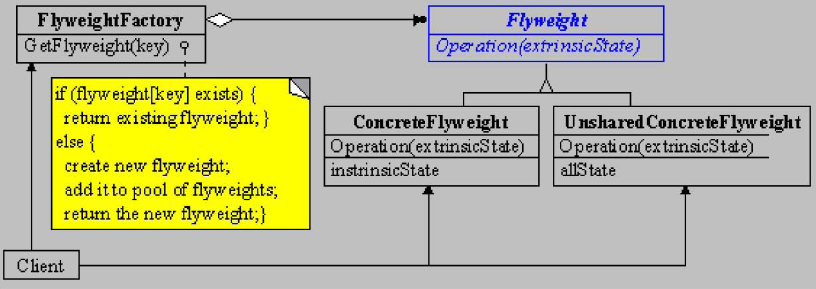 FlyweightFactory
GetFlyweight(key)
Flyweight
Operation(extrinsicState)
if (flyweight[key] exists) {
return existing flyweight; }
else {
create new flyweight;
add it to pool of flyweights;
return the new flyweight;}
ConcreteFlyweight
Operation(extrinsicState)
instrinsicState
UnsharedConcreteFlyweight
Operation(extrinsicState)
allState
Client